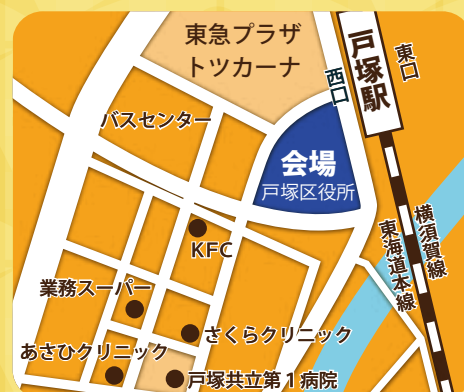 東急プラザ
トツカーナ
戸塚駅
東口
西口
バスセンター
会場
戸塚区役所
KFC
横須賀線
東海道本線
業務スーパー
さくらクリニック
あさひクリニック
戸塚共立第1病院